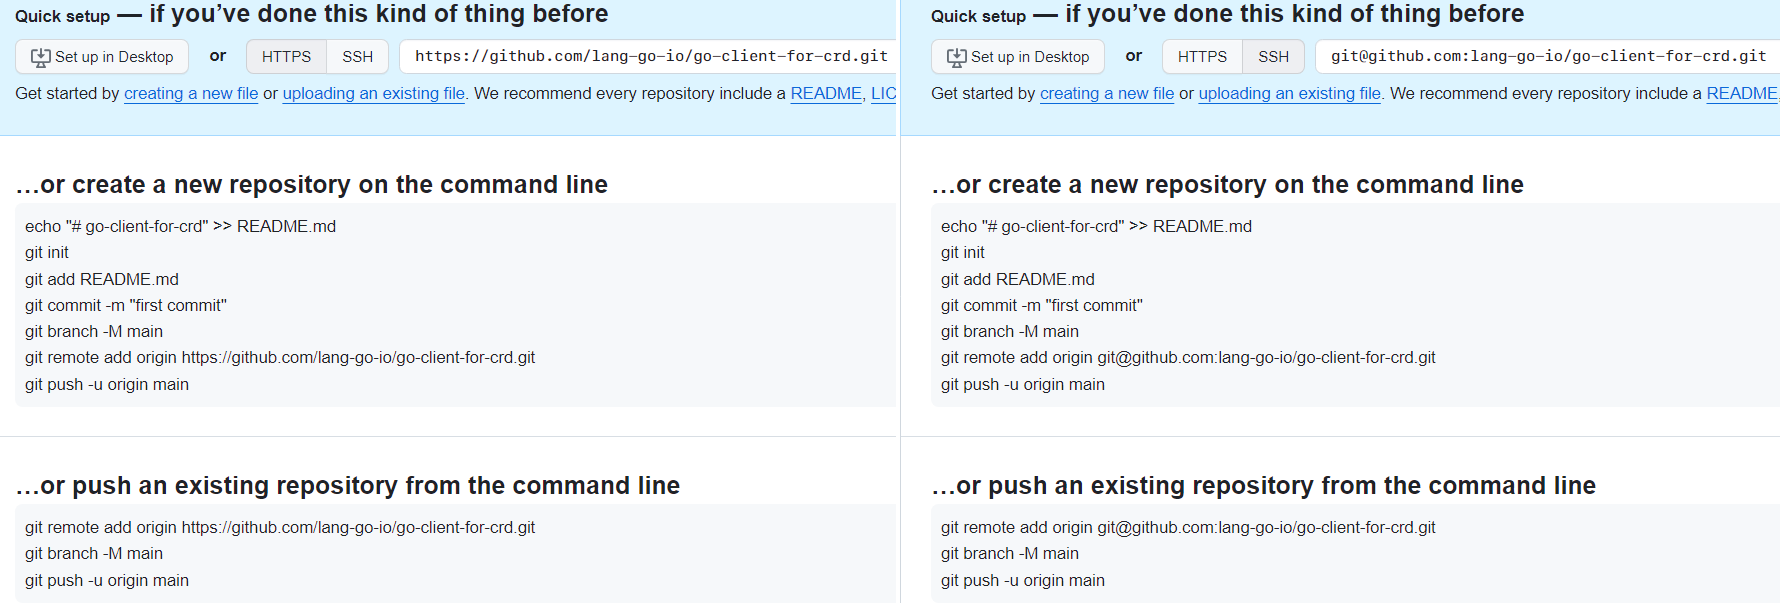 Quick setup — if you’ve done this kind of thing before
Set up in Desktop or HTTPS SSH https://github.com/lang-go-io/go-client-for-crd.git
Get started by creating a new file or uploading an existing file. We recommend every repository include a README, LIC
…or create a new repository on the command line
echo "# go-client-for-crd" >> README.md
git init
git add README.md
git commit -m "first commit"
git branch -M main
git remote add origin https://github.com/lang-go-io/go-client-for-crd.git
git push -u origin main
…or push an existing repository from the command line
git remote add origin https://github.com/lang-go-io/go-client-for-crd.git
git branch -M main
git push -u origin main
Quick setup — if you’ve done this kind of thing before
Set up in Desktop or HTTPS SSH git@github.com:lang-go-io/go-client-for-crd.git
Get started by creating a new file or uploading an existing file. We recommend every repository include a README,
…or create a new repository on the command line
echo "# go-client-for-crd" >> README.md
git init
git add README.md
git commit -m "first commit"
git branch -M main
git remote add origin git@github.com:lang-go-io/go-client-for-crd.git
git push -u origin main
…or push an existing repository from the command line
git remote add origin git@github.com:lang-go-io/go-client-for-crd.git
git branch -M main
git push -u origin main